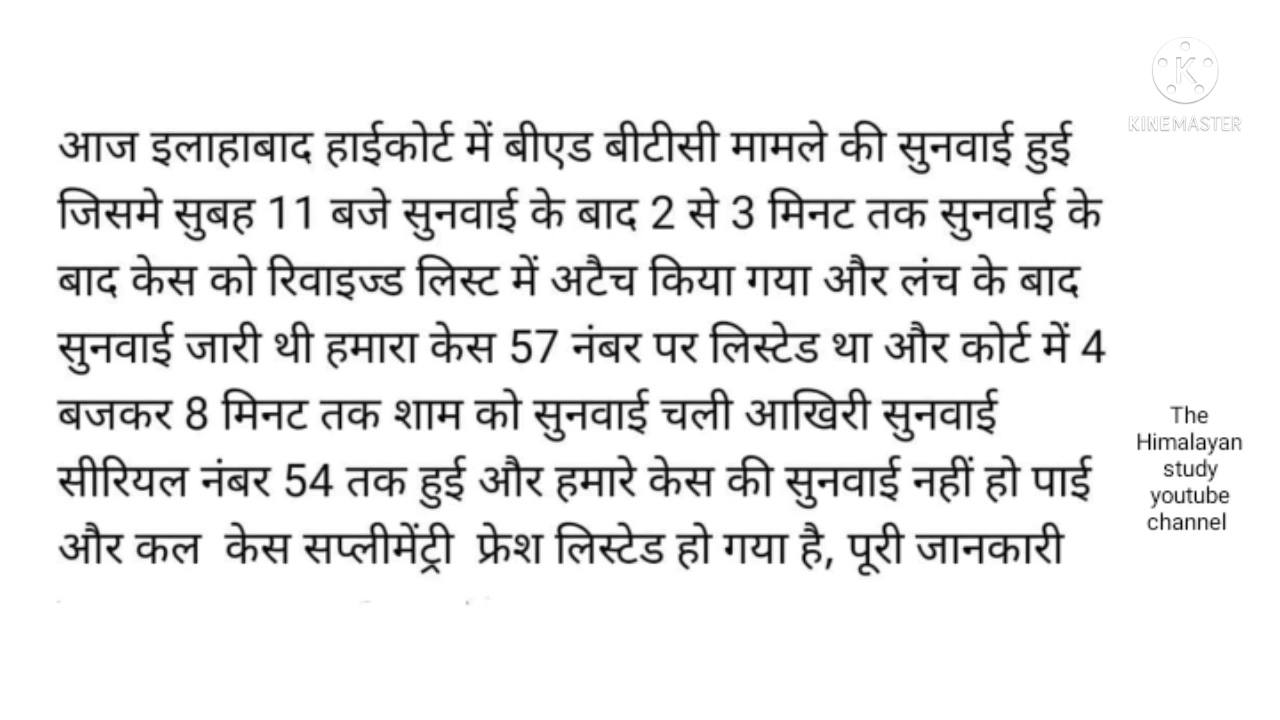 आज इलाहाबाद हाईकोर्ट में बीएड बीटीसी मामले की सुनवाई हुई
जिसमे सुबह 11 बजे सुनवाई के बाद 2 से 3 मिनट तक सुनवाई के
बाद केस को रिवाइज्ड लिस्ट में अटैच किया गया और लंच के बाद
सुनवाई जारी थी हमारा केस 57 नंबर पर लिस्टेड था और कोर्ट में 4
बजकर 8 मिनट तक शाम को सुनवाई चली आखिरी सुनवाई
सीरियल नंबर 54 तक हुई और हमारे केस की सुनवाई नहीं हो पाई
और कल केस सप्लीमेंट्री फ्रेश लिस्टेड हो गया है, पूरी जानकारी
K
KINEMASTER
The
Himalayan
study
youtube
channel